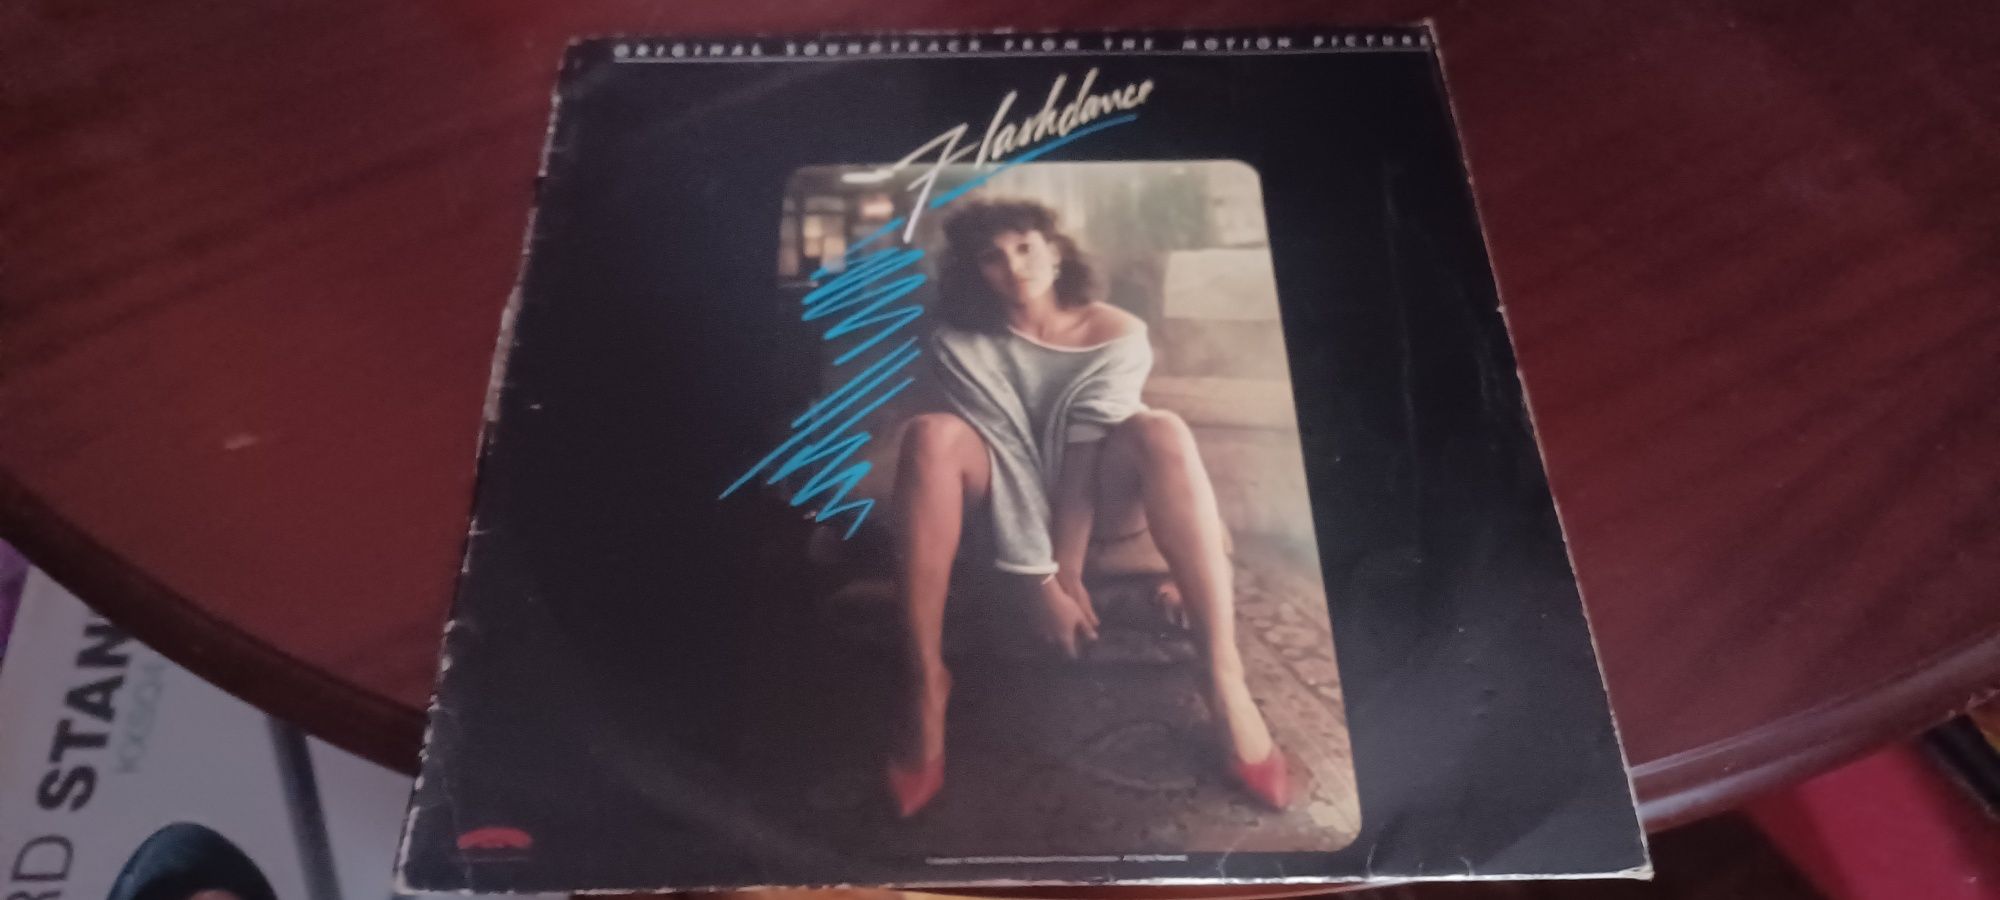 ORIGINAL SOUNDTRACK FROM THE MOTION PICTURE
Flashdance
RD STAN